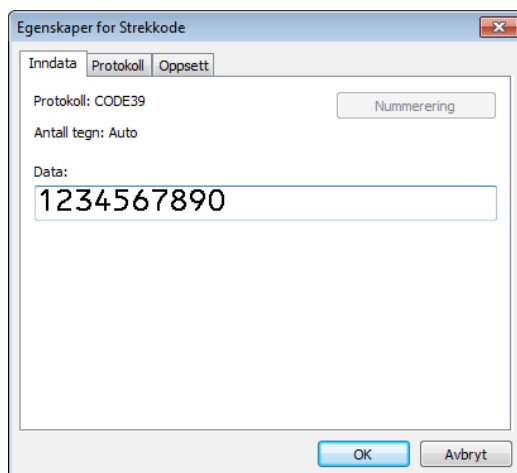 Egenskaper for Strekkode
Inndata Protokoll Oppsett
Protokoll: CODE39
Nummerering
Antall tegn: Auto
Data:
1234567890
OK Avbryt